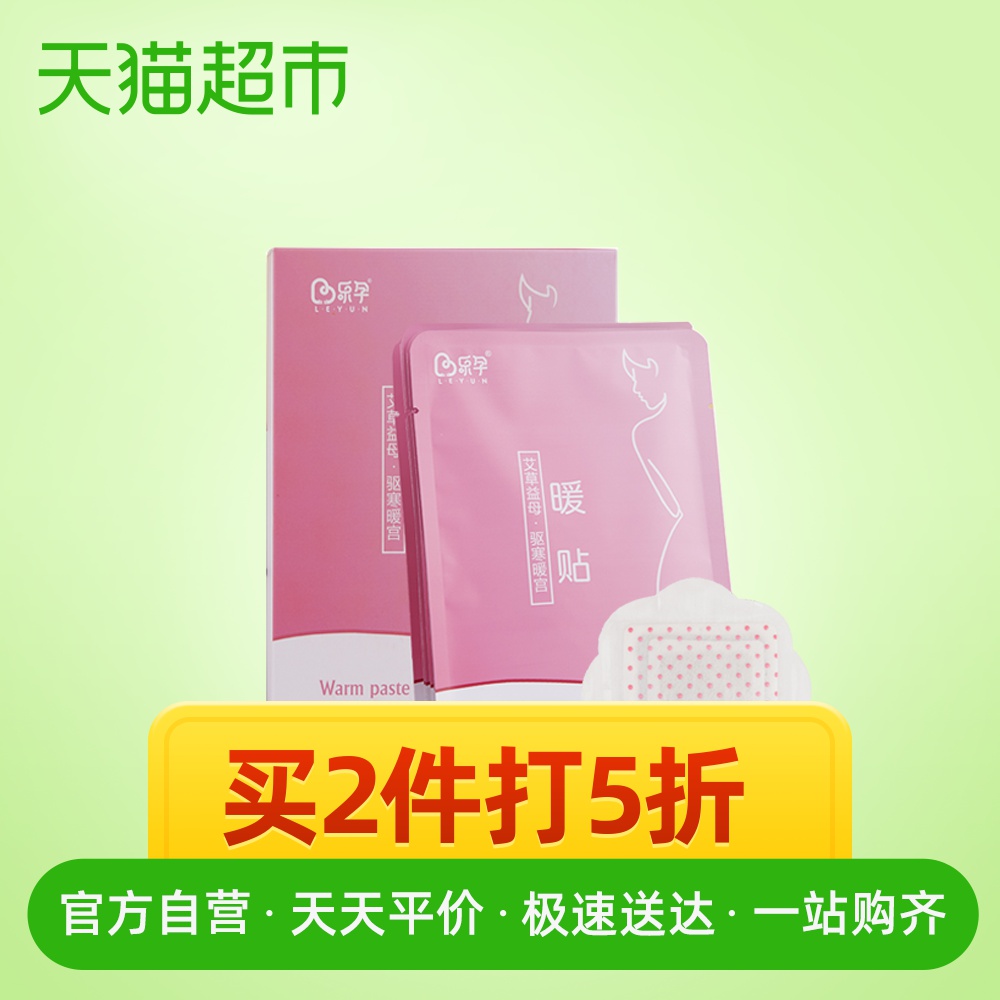 天猫超市
乐孕®
L·E·Y·U·N
艾草益母·驱寒暖宫
Warm paste
乐孕®
L·E·Y·U·N
艾草益母·驱寒暖宫
暖贴
买2件打5折
官方自营·天天平价·极速送达·一站购齐